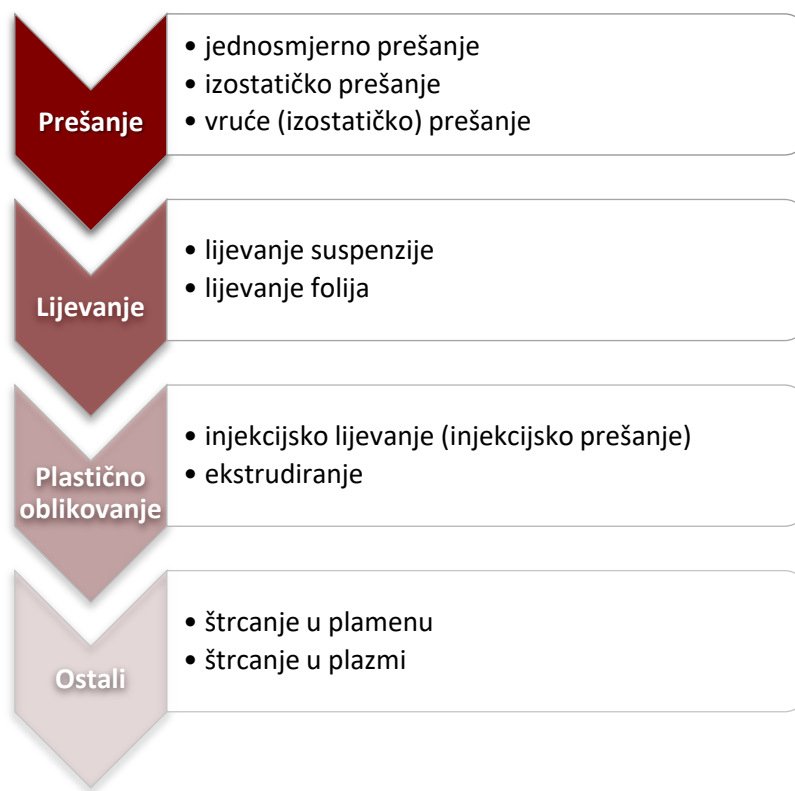 Prešanje
• jednosmjerno prešanje
• izostatičko prešanje
• vruće (izostatičko) prešanje
Lijevanje
• lijevanje suspenzije
• lijevanje folija
Plastično
oblikovanje
• injekcijsko lijevanje (injekcijsko prešanje)
• ekstrudiranje
Ostali
• štrcanje u plamenu
• štrcanje u plazmi